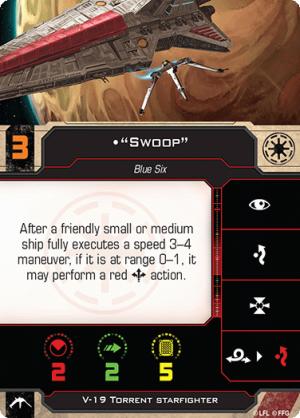 3
•“Swoop”
Blue Six
After a friendly small or medium
ship fully executes a speed 3–4
maneuver, if it is at range 0–1, it
may perform a red action.
2 2 5
V-19 Torrent starfighter
©LFL ©FFG